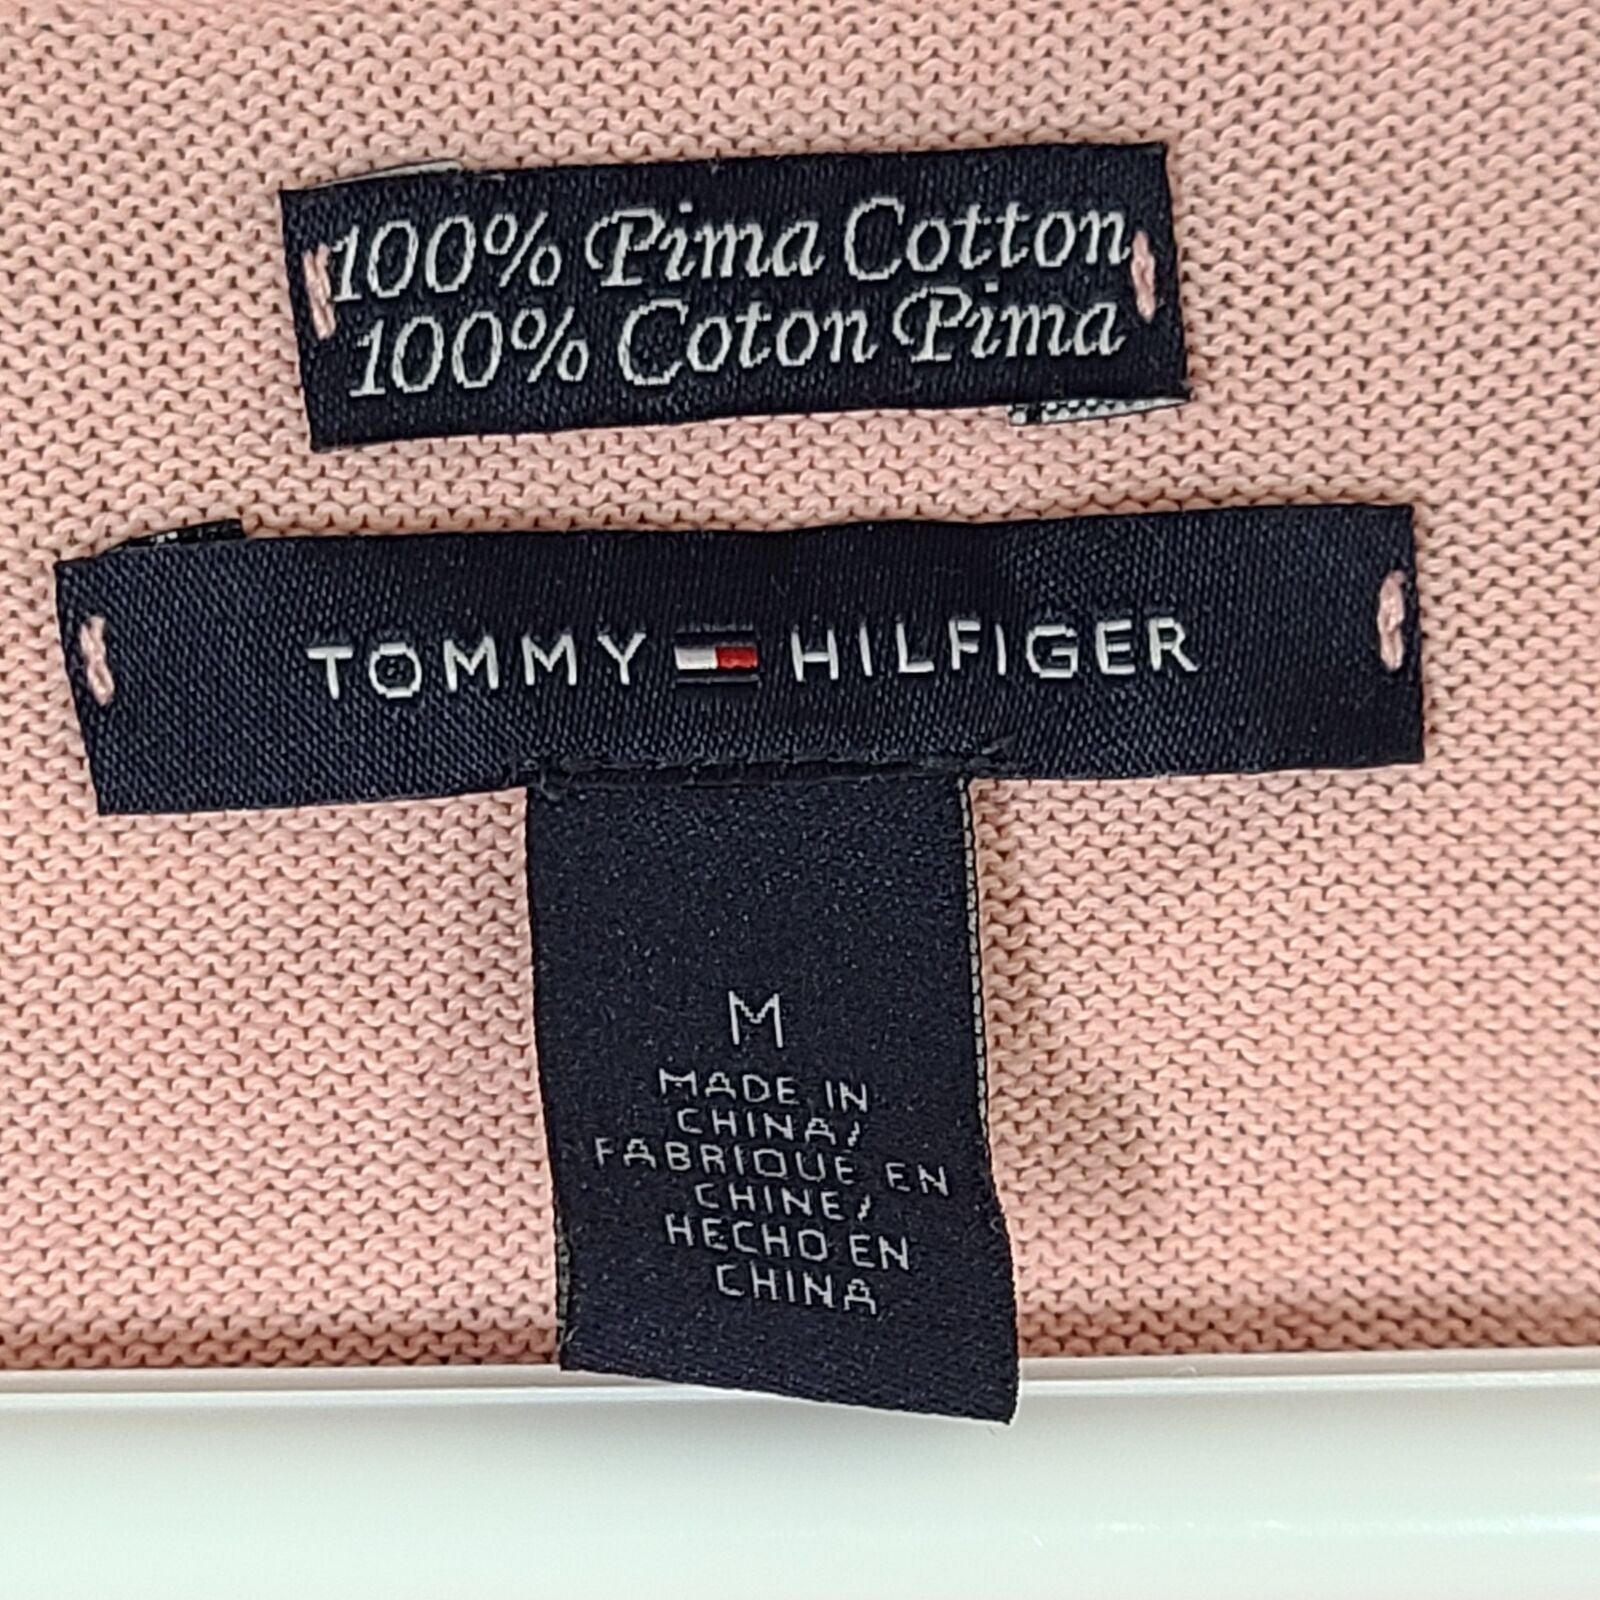 100% Pima Cotton
100% Coton Pima
TOMMY HILFIGER
M
MADE IN
CHINA/
FABRIQUE EN
CHINE/
HECHO EN
CHINA